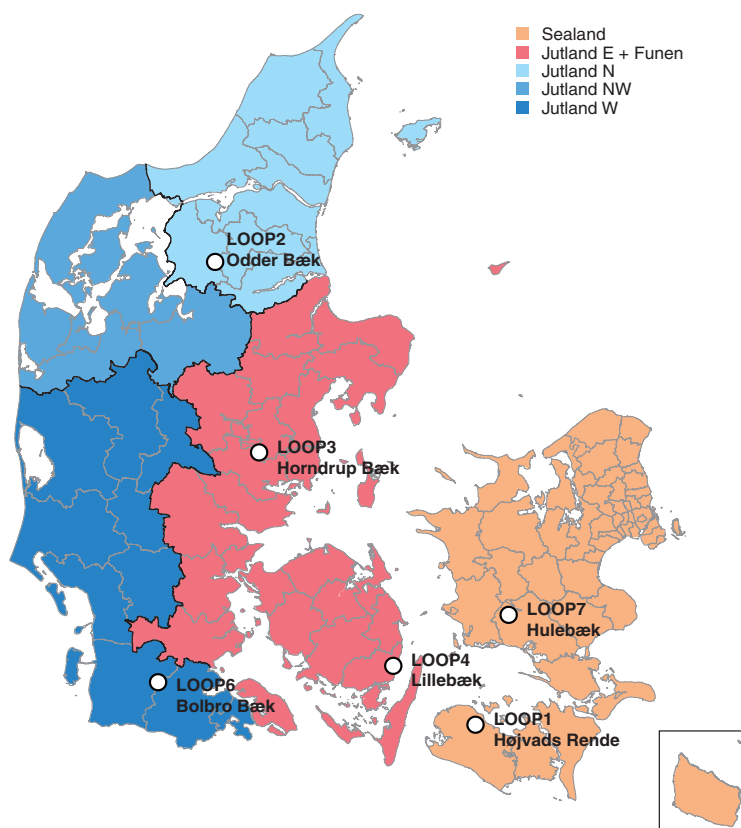 Sealand
Jutland E + Funen
Jutland N
Jutland NW
Jutland W
LOOP2
Odder Bæk
LOOP3
Horndrup Bæk
LOOP7
Hulebæk
LOOP4
Lillebæk
LOOP6
Bolbro Bæk
LOOP1
Højvads Rende